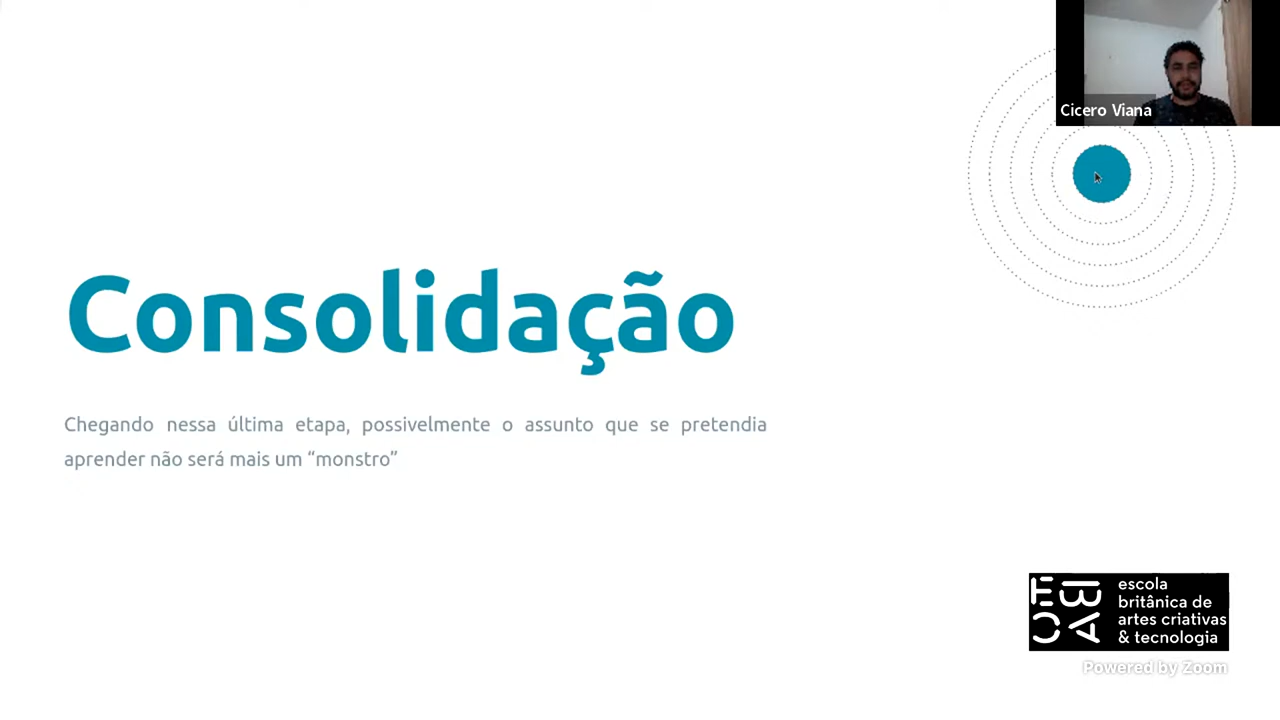 Cicero Viana
Consolidação
Chegando nessa última etapa, possivelmente o assunto que se pretendia
aprender não será mais um “monstro”
escola
britânica de
artes criativas
& tecnologia
Powered by Zoom